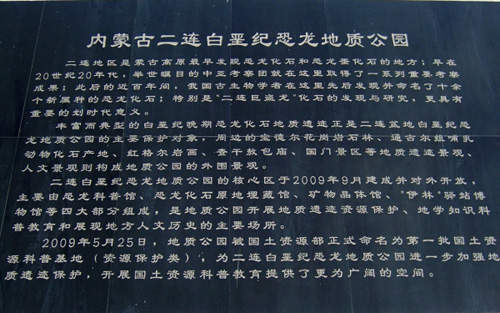 内蒙古二连白垩纪恐龙地质公园
二连地区是蒙古高原最早发现恐龙化石和恐龙蛋化石的地方；早在
20世纪20年代，举世瞩目的中亚考察团就在这里取得了一系列重要考察
成果；此后的近百年间，我国古生物学者在这里先后发现并命名了十余
个新属种的恐龙化石；特别是“二连巨盗龙”化石的发现与研究，更具有
重要的划时代意义。
丰富而典型的白垩纪晚期恐龙化石地质遗迹正是二连盆地白垩纪恐
龙地质公园的主要保护对象，周边的宝德尔花岗岩石林、通古尔组哺乳
动物化石产地、红格尔岩画、查干敖包庙、国门景区等地质遗迹景观、
人文景观则构成地质公园的外围景观。
二连白垩纪恐龙地质公园的核心区于2009年9月建成并对外开放，
主要由恐龙科普馆、恐龙化石原地埋藏馆、矿物晶体馆、“伊林”驿站博
物馆等四大部分组成，是地质公园开展地质遗迹资源保护、地学知识科
普教育和展现地方人文历史的主要场所。
2009年5月25日，地质公园被国土资源部正式命名为第一批国土资
源科普基地（资源保护类），为二连白垩纪恐龙地质公园进一步加强地
质遗迹保护，开展国土资源科普教育提供了更为广阔的空间。